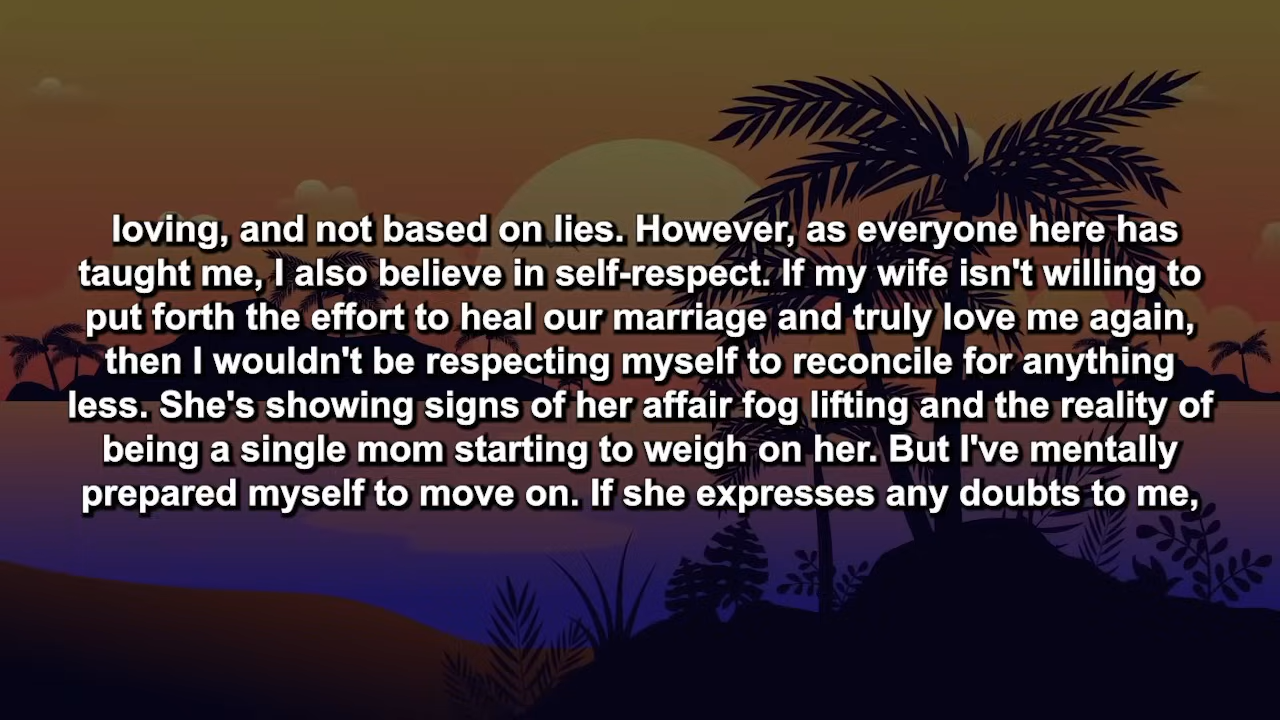 loving, and not based on lies. However, as everyone here has
taught me, I also believe in self-respect. If my wife isn't willing to
put forth the effort to heal our marriage and truly love me again,
then I wouldn't be respecting myself to reconcile for anything
less. She's showing signs of her affair fog lifting and the reality of
being a single mom starting to weigh on her. But I've mentally
prepared myself to move on. If she expresses any doubts to me,